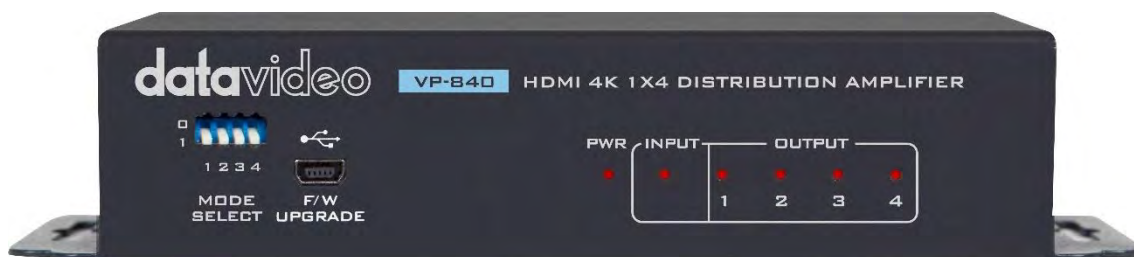 datavideo VP-840 HDMI 4K 1X4 DISTRIBUTION AMPLIFIER
0
1
1 2 3 4
MODE SELECT
F/W UPGRADE
PWR INPUT OUTPUT
1 2 3 4